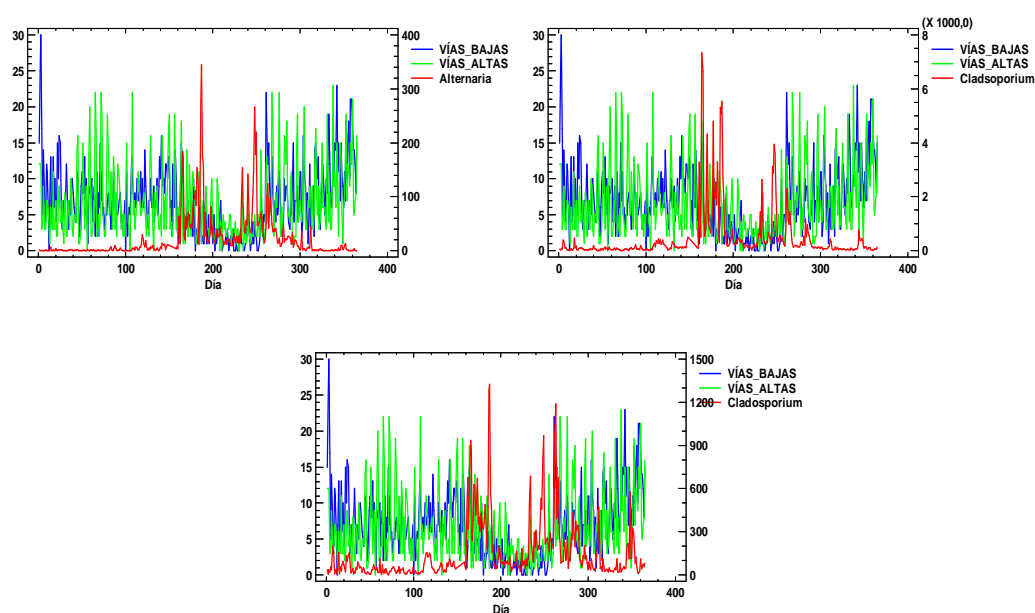 (X 1000,0)
30 25 20 15 10 5 0
400 300 200 100 0
VÍAS_BAJAS
VÍAS_ALTAS
Alternaria
0 100 200 300 400
Día
30 25 20 15 10 5 0
8 6 4 2 0
VÍAS_BAJAS
VÍAS_ALTAS
Cladsoporium
0 100 200 300 400
Día
30 25 20 15 10 5 0
1500 1200 900 600 300 0
VÍAS_BAJAS
VÍAS_ALTAS
Cladosporium
0 100 200 300 400
Día